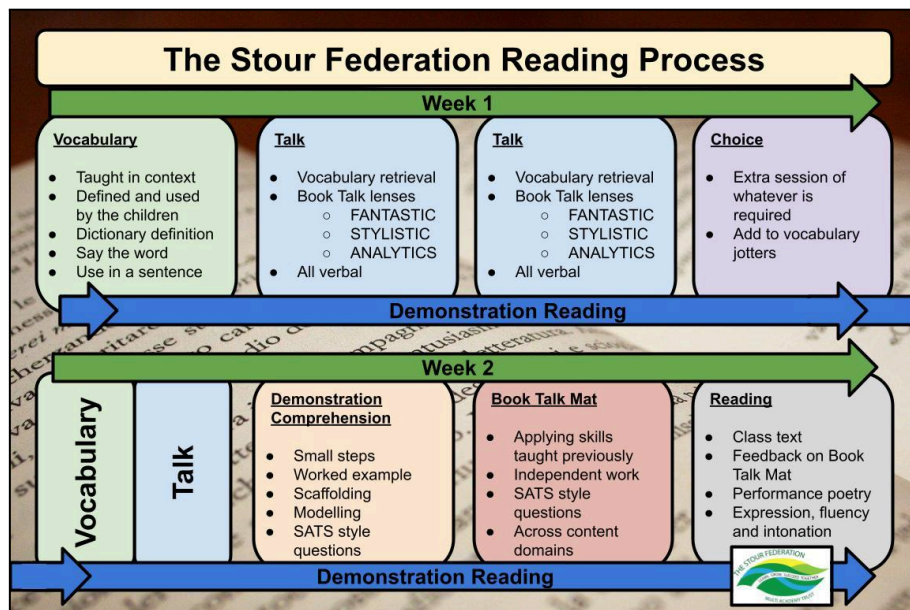 The Stour Federation Reading Process
Week 1
Vocabulary
● Taught in context
● Defined and used
by the children
● Dictionary definition
● Say the word
● Use in a sentence
Talk
● Vocabulary retrieval
● Book Talk lenses
○ FANTASTIC
○ STYLISTIC
○ ANALYTICS
● All verbal
Talk
● Vocabulary retrieval
● Book Talk lenses
○ FANTASTIC
○ STYLISTIC
○ ANALYTICS
● All verbal
Choice
● Extra session of
whatever is
required
● Add to vocabulary
jotters
Demonstration Reading
Week 2
Vocabulary
Talk
Demonstration
Comprehension
● Small steps
● Worked example
● Scaffolding
● Modelling
● SATS style
questions
Book Talk Mat
● Applying skills
taught previously
● Independent work
● SATS style
questions
● Across content
domains
Reading
● Class text
● Feedback on Book
Talk Mat
● Performance poetry
● Expression, fluency
and intonation
Demonstration Reading
THE STOUR FEDERATION
MULTI ACADEMY TRUST